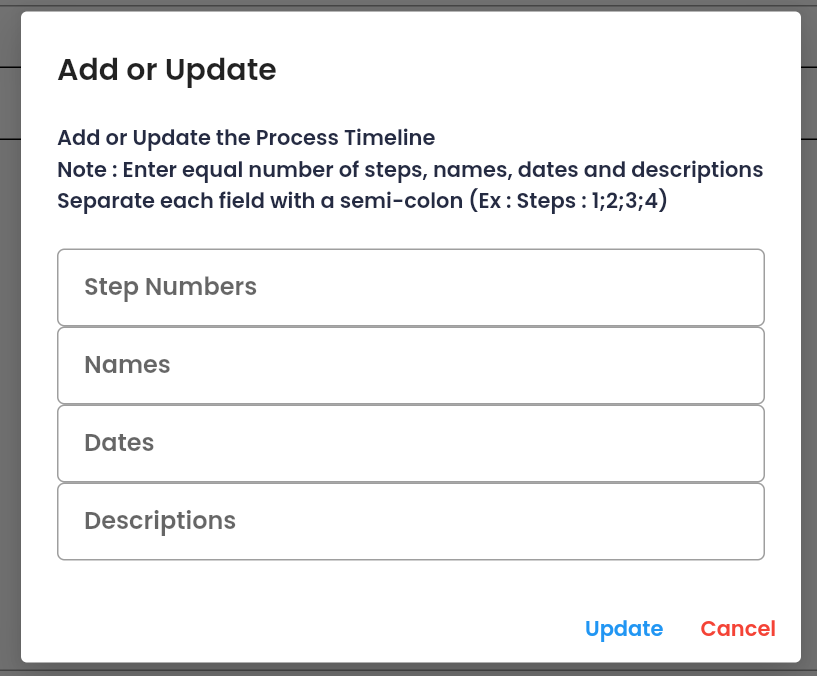 Add or Update
Add or Update the Process Timeline
Note : Enter equal number of steps, names, dates and descriptions
Separate each field with a semi-colon (Ex : Steps : 1;2;3;4)
Step Numbers
Names
Dates
Descriptions
Update Cancel